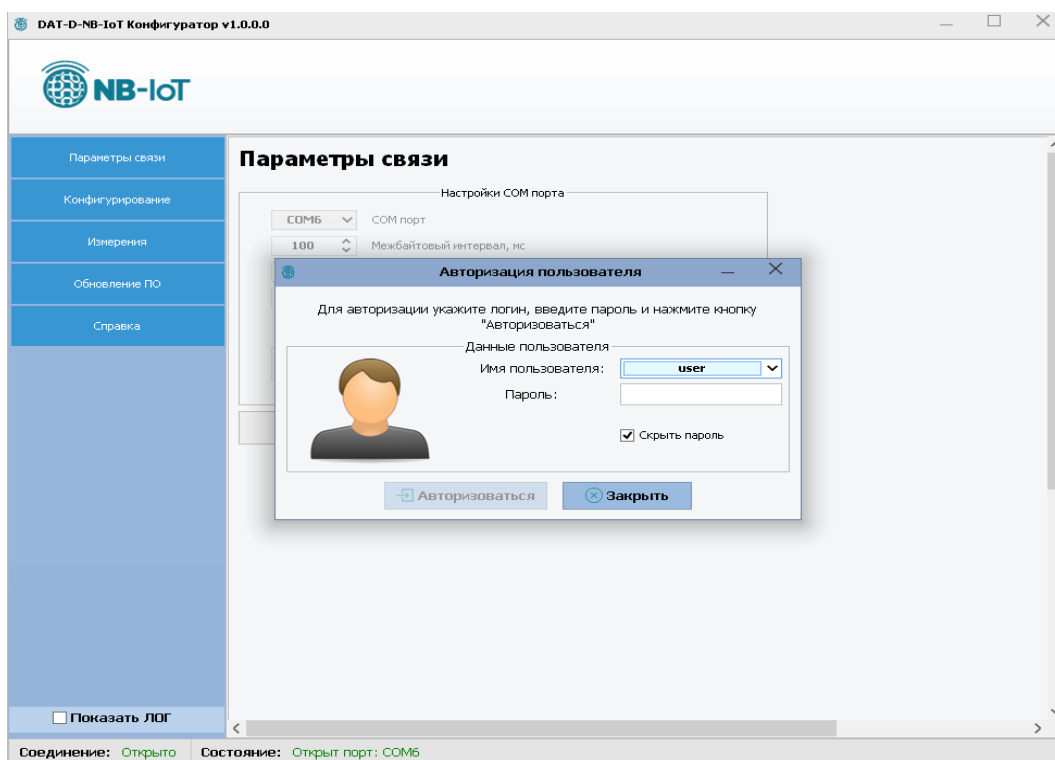 DAT-D-NB-IoT Конфигуратор v1.0.0.0
NB-IoT
Параметры связи
Конфигурирование
Измерения
Обновление ПО
Справка
Показать ЛОГ
Параметры связи
Настройки COM порта
COM6 COM порт
100 Межбайтовый интервал, мс
Авторизация пользователя
Для авторизации укажите логин, введите пароль и нажмите кнопку
"Авторизоваться"
Данные пользователя
Имя пользователя: user
Пароль:
Скрыть пароль
Авторизоваться Закрыть
Соединение: Открыто Состояние: Открыт порт: COM6